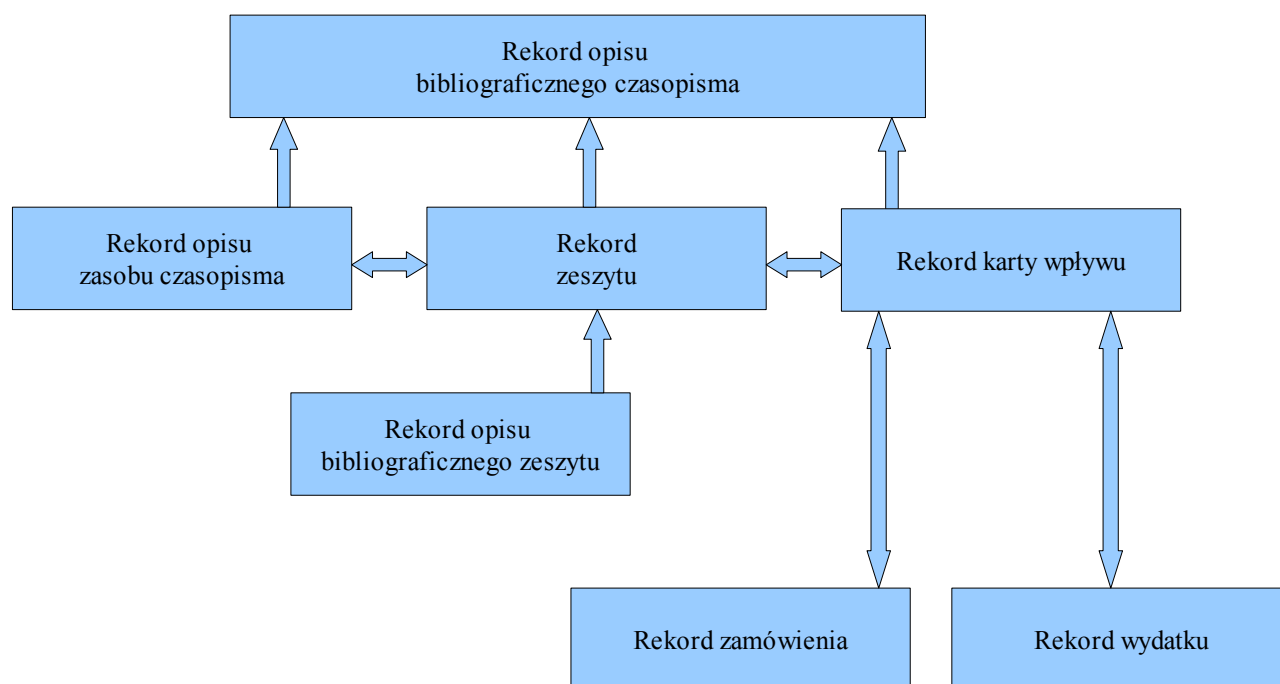 Rekord opisu
bibliograficznego czasopisma
Rekord opisu
zasobu czasopisma
Rekord
zeszytu
Rekord karty wpływu
Rekord opisu
bibliograficznego zeszytu
Rekord zamówienia
Rekord wydatku